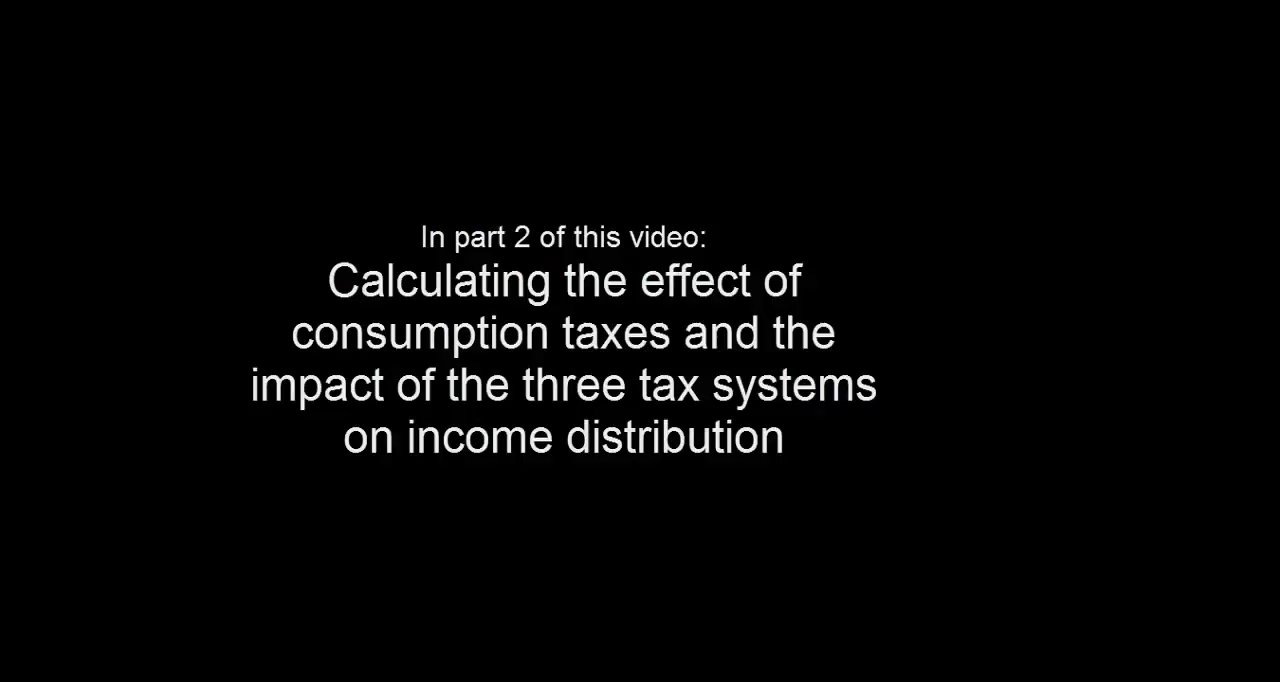 In part 2 of this video:
Calculating the effect of
consumption taxes and the
impact of the three tax systems
on income distribution